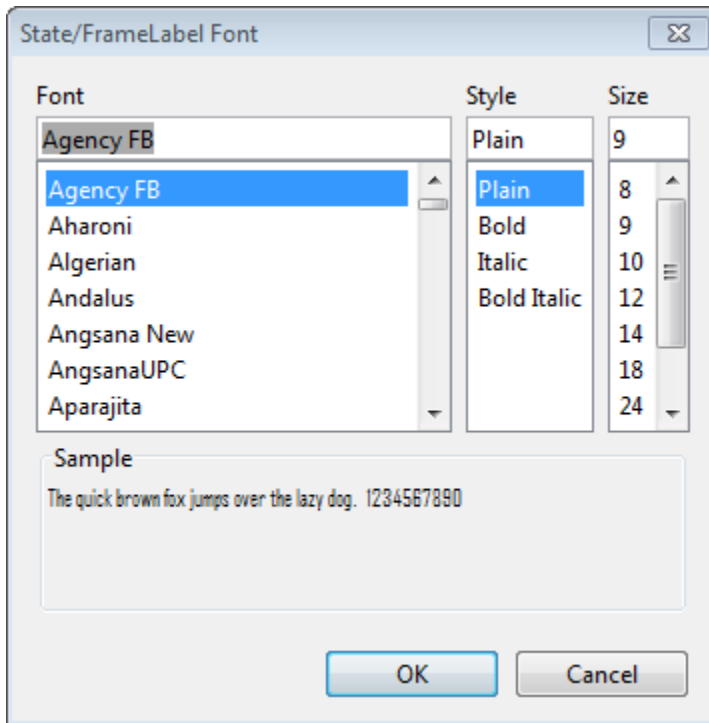 State/FrameLabel Font
Font Style Size
Agency FB Plain 9
Agency FB Plain 8
Aharoni Bold 9
Algerian Italic 10
Andalus Bold Italic 12
Angsana New 14
AngsanaUPC 18
Aparajita 24
Sample
The quick brown fox jumps over the lazy dog. 1234567890
OK Cancel